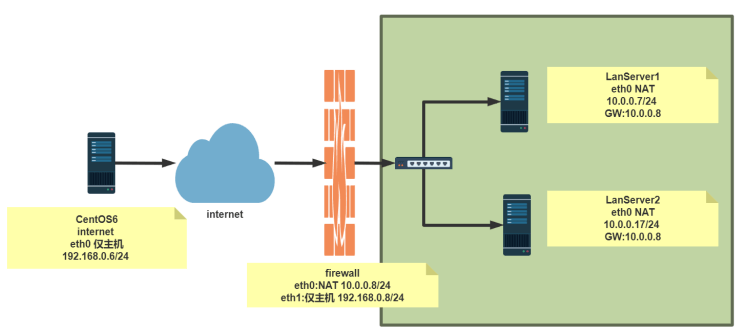 LanServer1
eth0 NAT
10.0.0.7/24
GW:10.0.0.8
internet
CentOS6
internet
eth0 仅主机
192.168.0.6/24
LanServer2
eth0 NAT
10.0.0.17/24
GW:10.0.0.8
firewall
eth0:NAT 10.0.0.8/24
eth1:仅主机 192.168.0.8/24